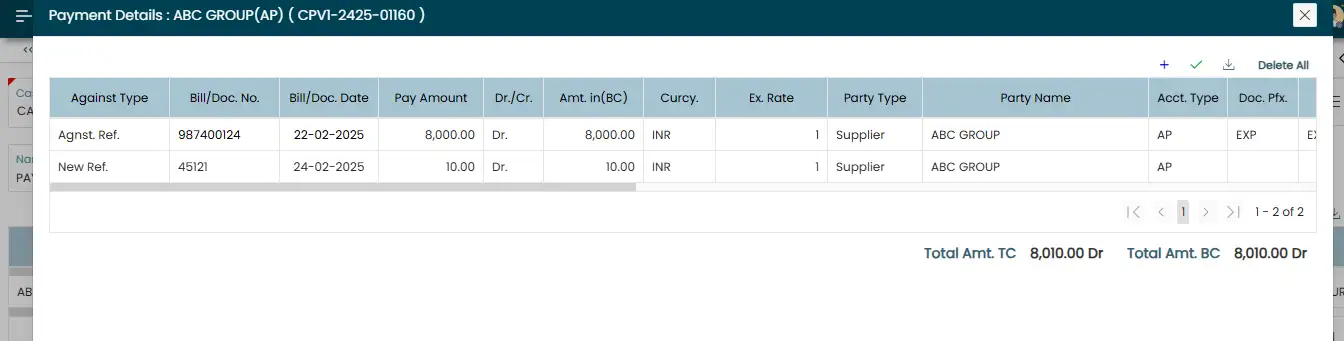 Payment Details : ABC GROUP(AP) ( CPV1-2425-01160 )
Delete All
Against Type Bill/Doc. No. Bill/Doc. Date Pay Amount Dr./Cr. Amt. in(BC) Curcy. Ex. Rate Party Type Party Name Acct. Type Doc. Pfx.
Agnst. Ref. 987400124 22-02-2025 8,000.00 Dr. 8,000.00 INR 1 Supplier ABC GROUP AP EXP
New Ref. 45121 24-02-2025 10.00 Dr. 10.00 INR 1 Supplier ABC GROUP AP
1 1 - 2 of 2
Total Amt. TC 8,010.00 Dr Total Amt. BC 8,010.00 Dr